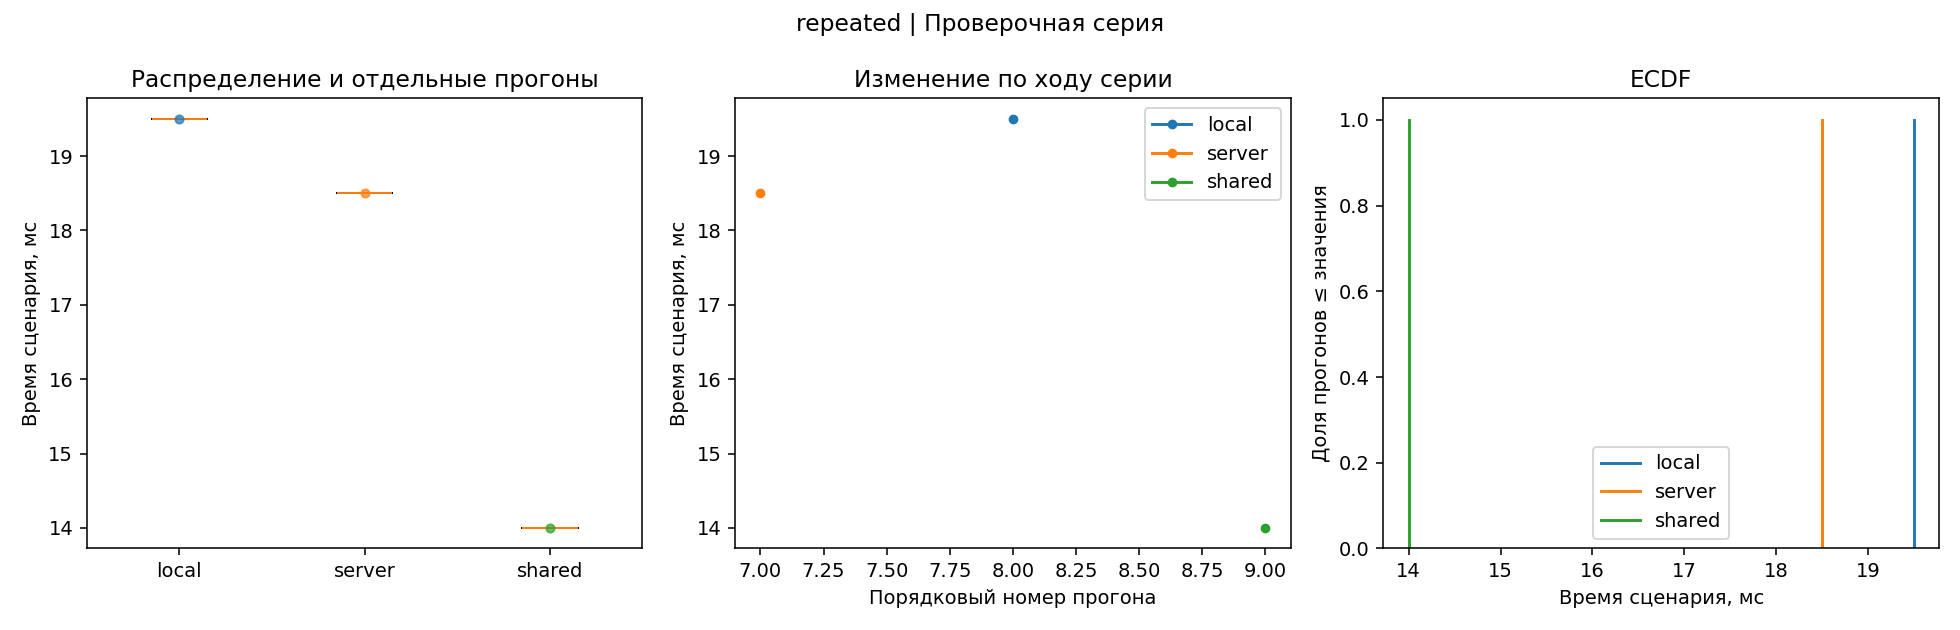 repeated | Проверочная серия
Распределение и отдельные прогоны
Время сценария, мс
19
18
17
16
15
14
local
server
shared
Изменение по ходу серии
Время сценария, мс
19
18
17
16
15
14
local
server
shared
7.00 7.25 7.50 7.75 8.00 8.25 8.50 8.75 9.00
Порядковый номер прогона
ECDF
Доля прогонов ≤ значения
1.0
0.8
0.6
0.4
0.2
0.0
local
server
shared
14 15 16 17 18 19
Время сценария, мс